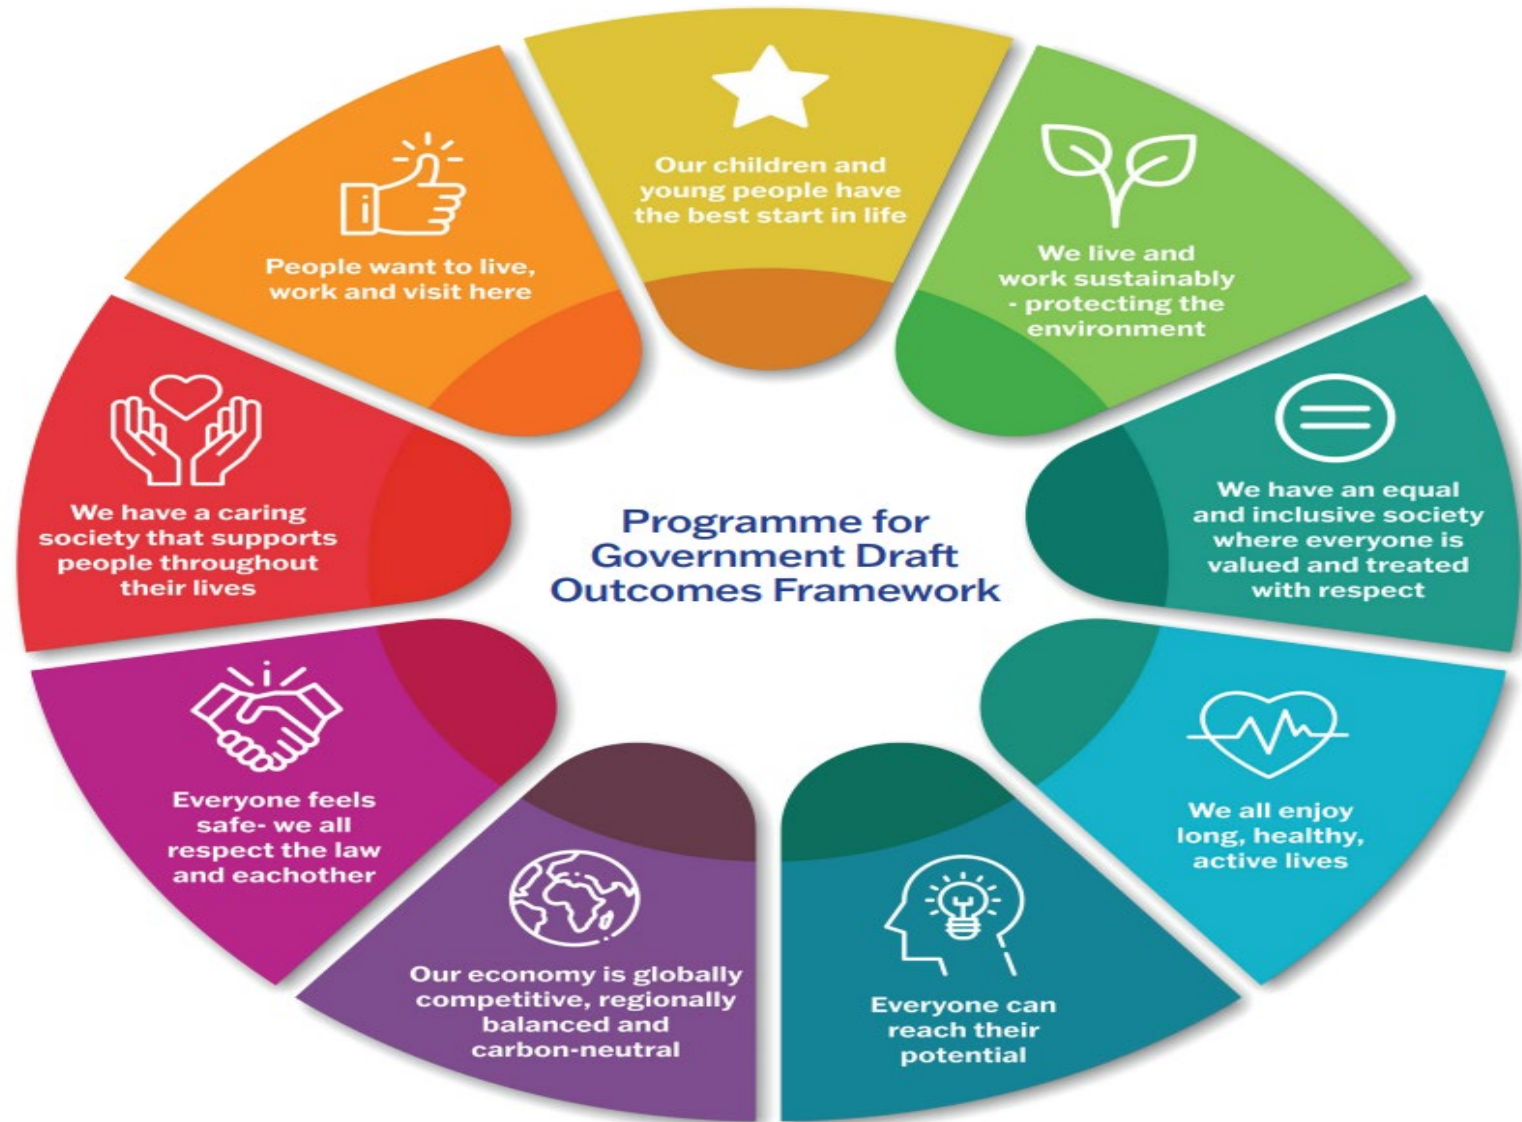 Our children and
young people have
the best start in life
We live and
work sustainably
- protecting the
environment
We have an equal
and inclusive society
where everyone is
valued and treated
with respect
We all enjoy
long, healthy,
active lives
Everyone can
reach their
potential
Our economy is globally
competitive, regionally
balanced and
carbon-neutral
Everyone feels
safe- we all
respect the law
and eachother
We have a caring
society that supports
people throughout
their lives
People want to live,
work and visit here
Programme for
Government Draft
Outcomes Framework